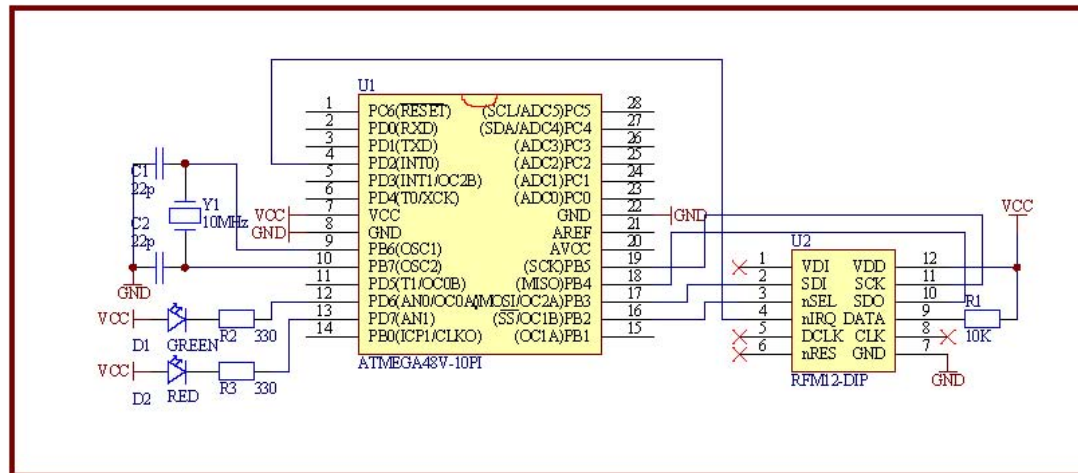 U1
1 PC6(RESET) (SCL/ADC5)PC5 28
2 PD0(RXD) (SDA/ADC4)PC4 27
3 PD1(TXD) (ADC3)PC3 26
4 PD2(INT0) (ADC2)PC2 25
5 PD3(INT1/OC2B) (ADC1)PC1 24
6 PD4(T0/XCK) (ADC0)PC0 23
7 VCC GND 22
8 GND AREF 21
9 PB6(OSC1) AVCC 20
10 PB7(OSC2) (SCK)PB5 19
11 PD5(T1/OC0B) (MISO)PB4 18
12 PD6(AN0/OC0A) (MOSI/OC2A)PB3 17
13 PD7(AN1) (SS/OC1B)PB2 16
14 PB0(ICP1/CLKO) (OC1A)PB1 15
ATMEGA48V-10PI
C1
22p
C2
22p
Y1
10MHz
GND
VCC
GND
GND
VCC
D1 GREEN
R2 330
VCC
D2 RED
R3 330
VCC
U2
1 VDI VDD 12
2 SDI SCK 11
3 nSEL SDO 10
4 nIRQ DATA 9
5 DCLK CLK 8
6 nRES GND 7
RFM12-DIP
R1
10K
GND